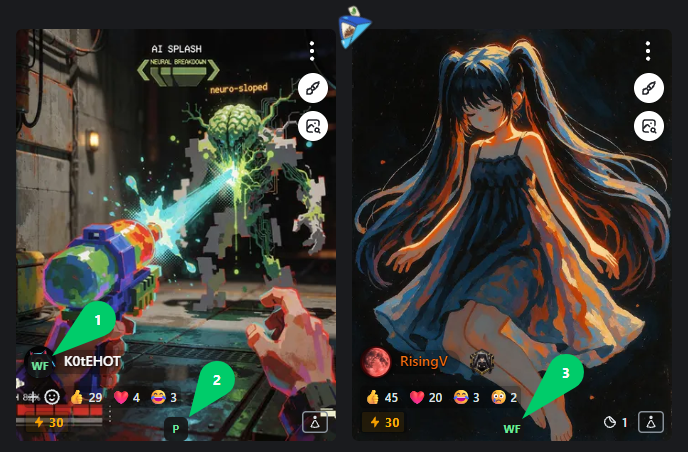 AI SPLASH
NEURAL BREAKDOWN
neuro-sloped
1
WF
K0tEHOT
29
4
3
30
2
P
RisingV
45
20
3
2
30
3
WF
1